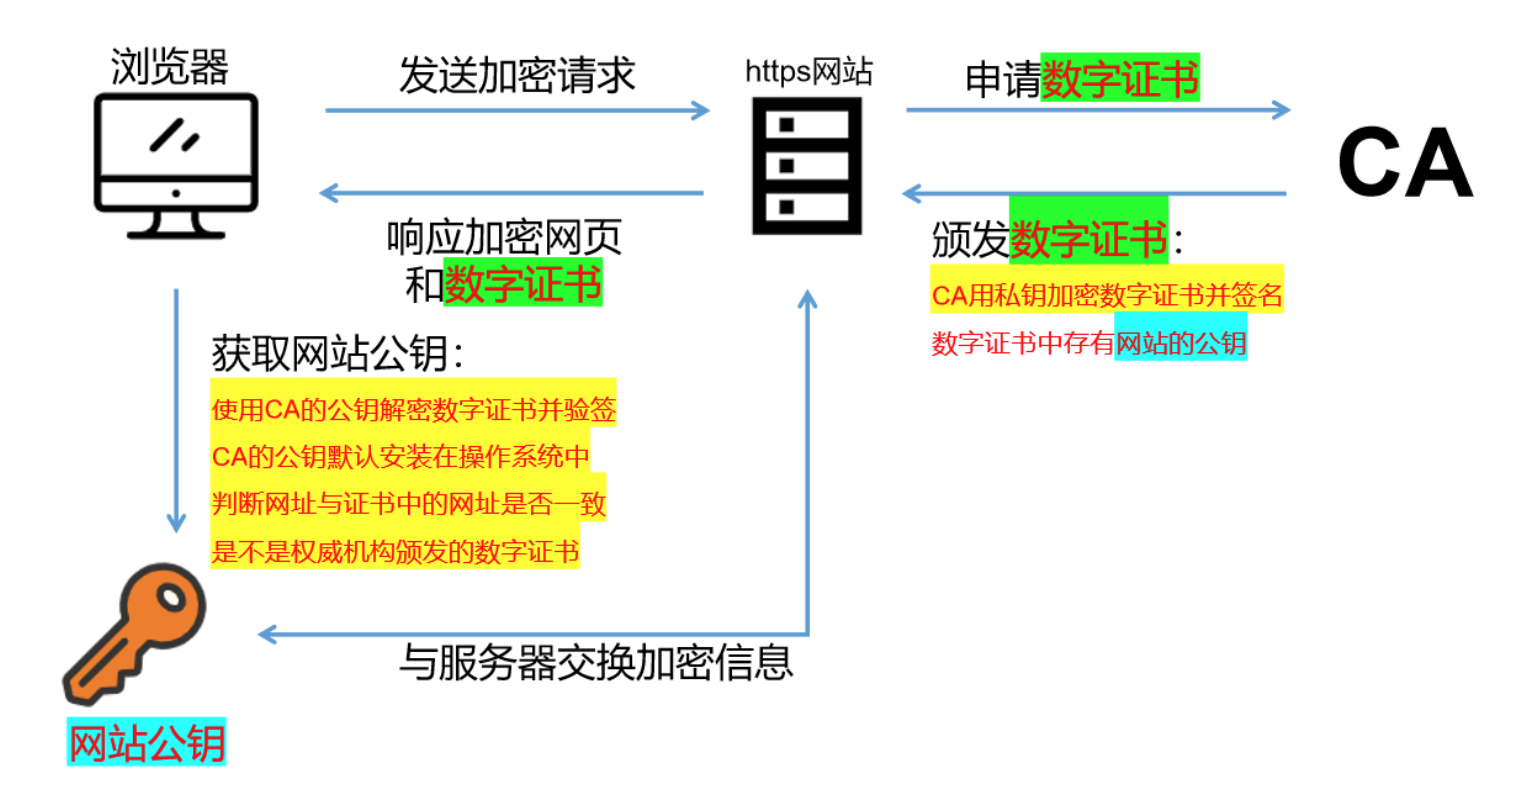 浏览器
发送加密请求
https网站
申请数字证书
CA
响应加密网页
和数字证书
颁发数字证书：
CA用私钥加密数字证书并签名
数字证书中存有网站的公钥
获取网站公钥：
使用CA的公钥解密数字证书并验签
CA的公钥默认安装在操作系统中
判断网址与证书中的网址是否一致
是不是权威机构颁发的数字证书
与服务器交换加密信息
网站公钥